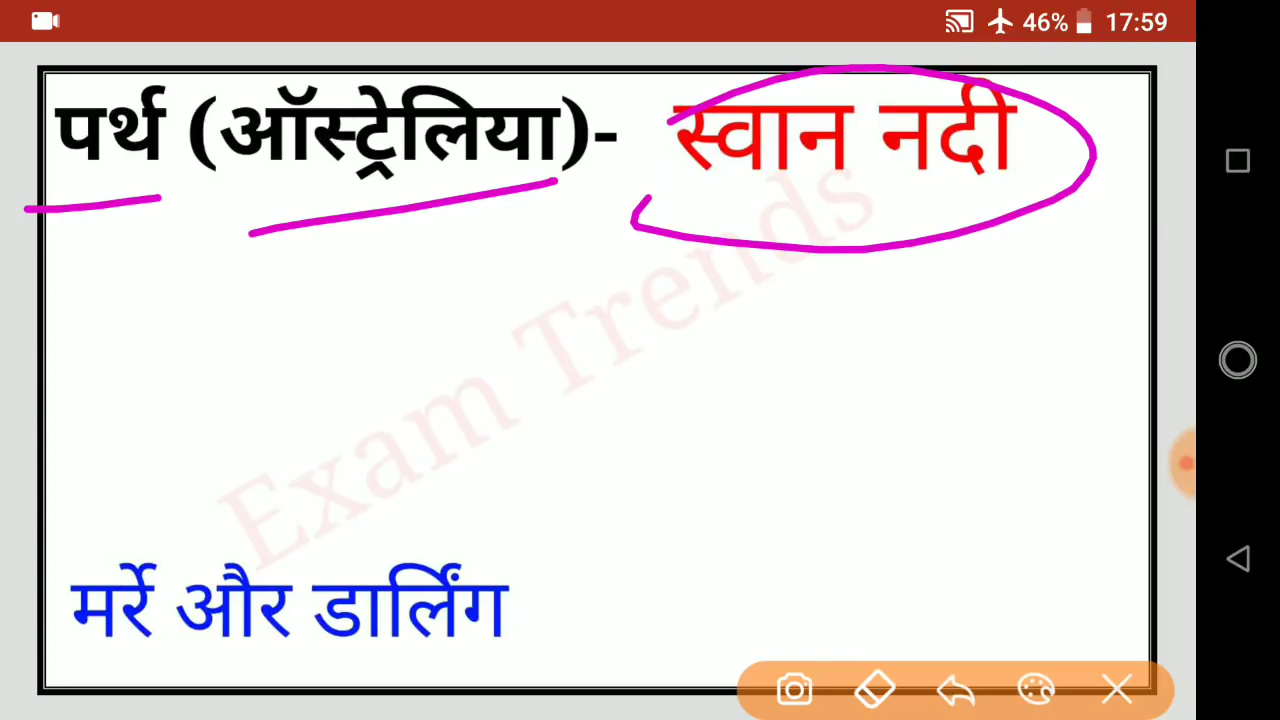 46% 17:59
पर्थ (ऑस्ट्रेलिया)- स्वान नदी
Exam Trends
मर्रे और डार्लिंग